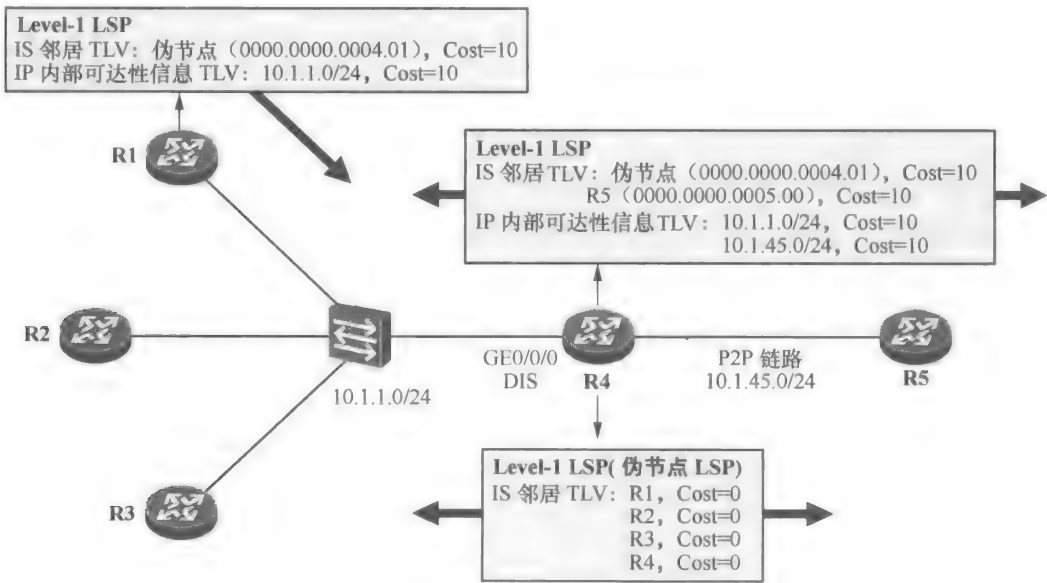 Level-1 LSP
IS 邻居 TLV：伪节点（0000.0000.0004.01），Cost=10
IP 内部可达性信息 TLV：10.1.1.0/24，Cost=10
R1
Level-1 LSP
IS 邻居TLV：伪节点（0000.0000.0004.01），Cost=10
R5（0000.0000.0005.00），Cost=10
IP 内部可达性信息TLV：10.1.1.0/24，Cost=10
10.1.45.0/24，Cost=10
R2
GE0/0/0
DIS
R4
P2P 链路
10.1.45.0/24
R5
10.1.1.0/24
R3
Level-1 LSP( 伪节点 LSP)
IS 邻居 TLV：R1，Cost=0
R2，Cost=0
R3，Cost=0
R4，Cost=0